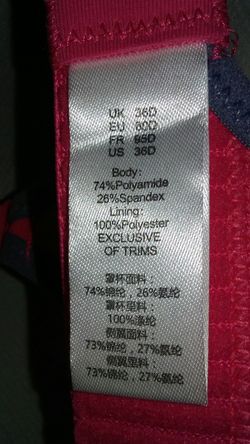 UK 36D
EU 80D
FR 95D
US 36D
Body:
74%Polyamide
26%Spandex
Lining:
100%Polyester
EXCLUSIVE
OF TRIMS
罩杯面料:
74%锦纶, 26%氨纶
罩杯里料:
100%涤纶
侧翼面料:
73%锦纶, 27%氨纶
侧翼里料
73%锦纶, 27%氨纶